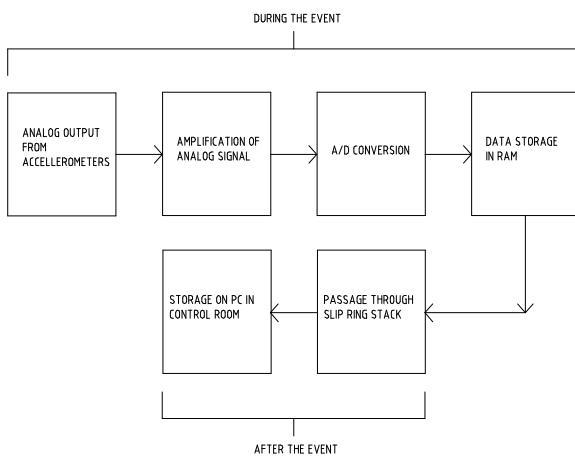 DURING THE EVENT
ANALOG OUTPUT
FROM
ACCELLEROMETERS
AMPLIFICATION OF
ANALOG SIGNAL
A/D CONVERSION
DATA STORAGE
IN RAM
STORAGE ON PC IN
CONTROL ROOM
PASSAGE THROUGH
SLIP RING STACK
AFTER THE EVENT